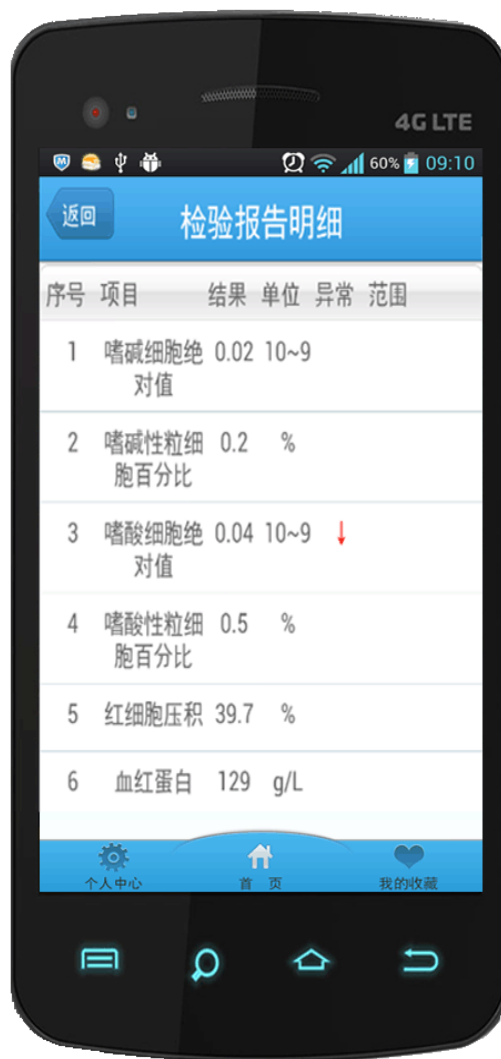 4G LTE
60% 09:10
返回 检验报告明细
序号 项目 结果 单位 异常 范围
1 嗜碱细胞绝 0.02 10~9
对值
2 嗜碱性粒细 0.2 %
胞百分比
3 嗜酸细胞绝 0.04 10~9 ↓
对值
4 嗜酸性粒细 0.5 %
胞百分比
5 红细胞压积 39.7 %
6 血红蛋白 129 g/L
个人中心 首 页 我的收藏